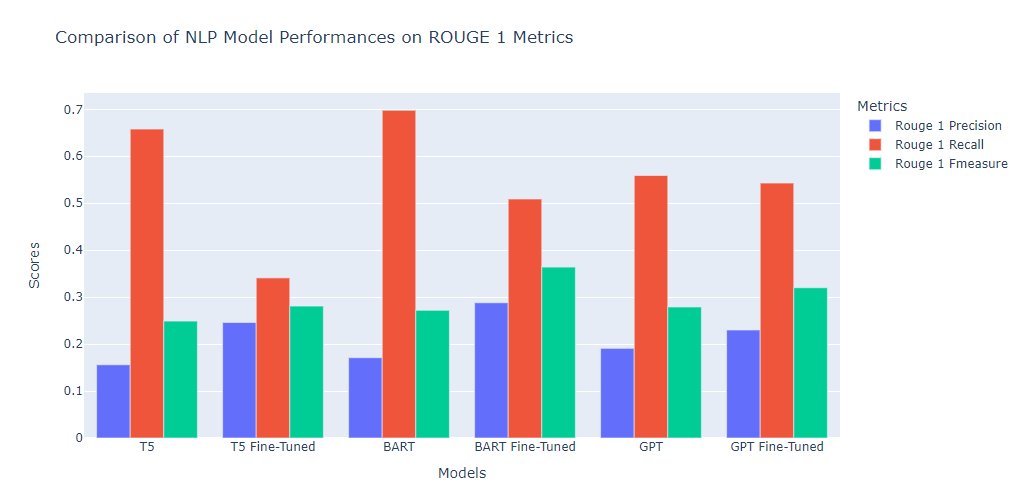 Comparison of NLP Model Performances on ROUGE 1 Metrics
Metrics
Rouge 1 Precision
Rouge 1 Recall
Rouge 1 Fmeasure
Scores
0.7
0.6
0.5
0.4
0.3
0.2
0.1
0
T5
T5 Fine-Tuned
BART
BART Fine-Tuned
GPT
GPT Fine-Tuned
Models